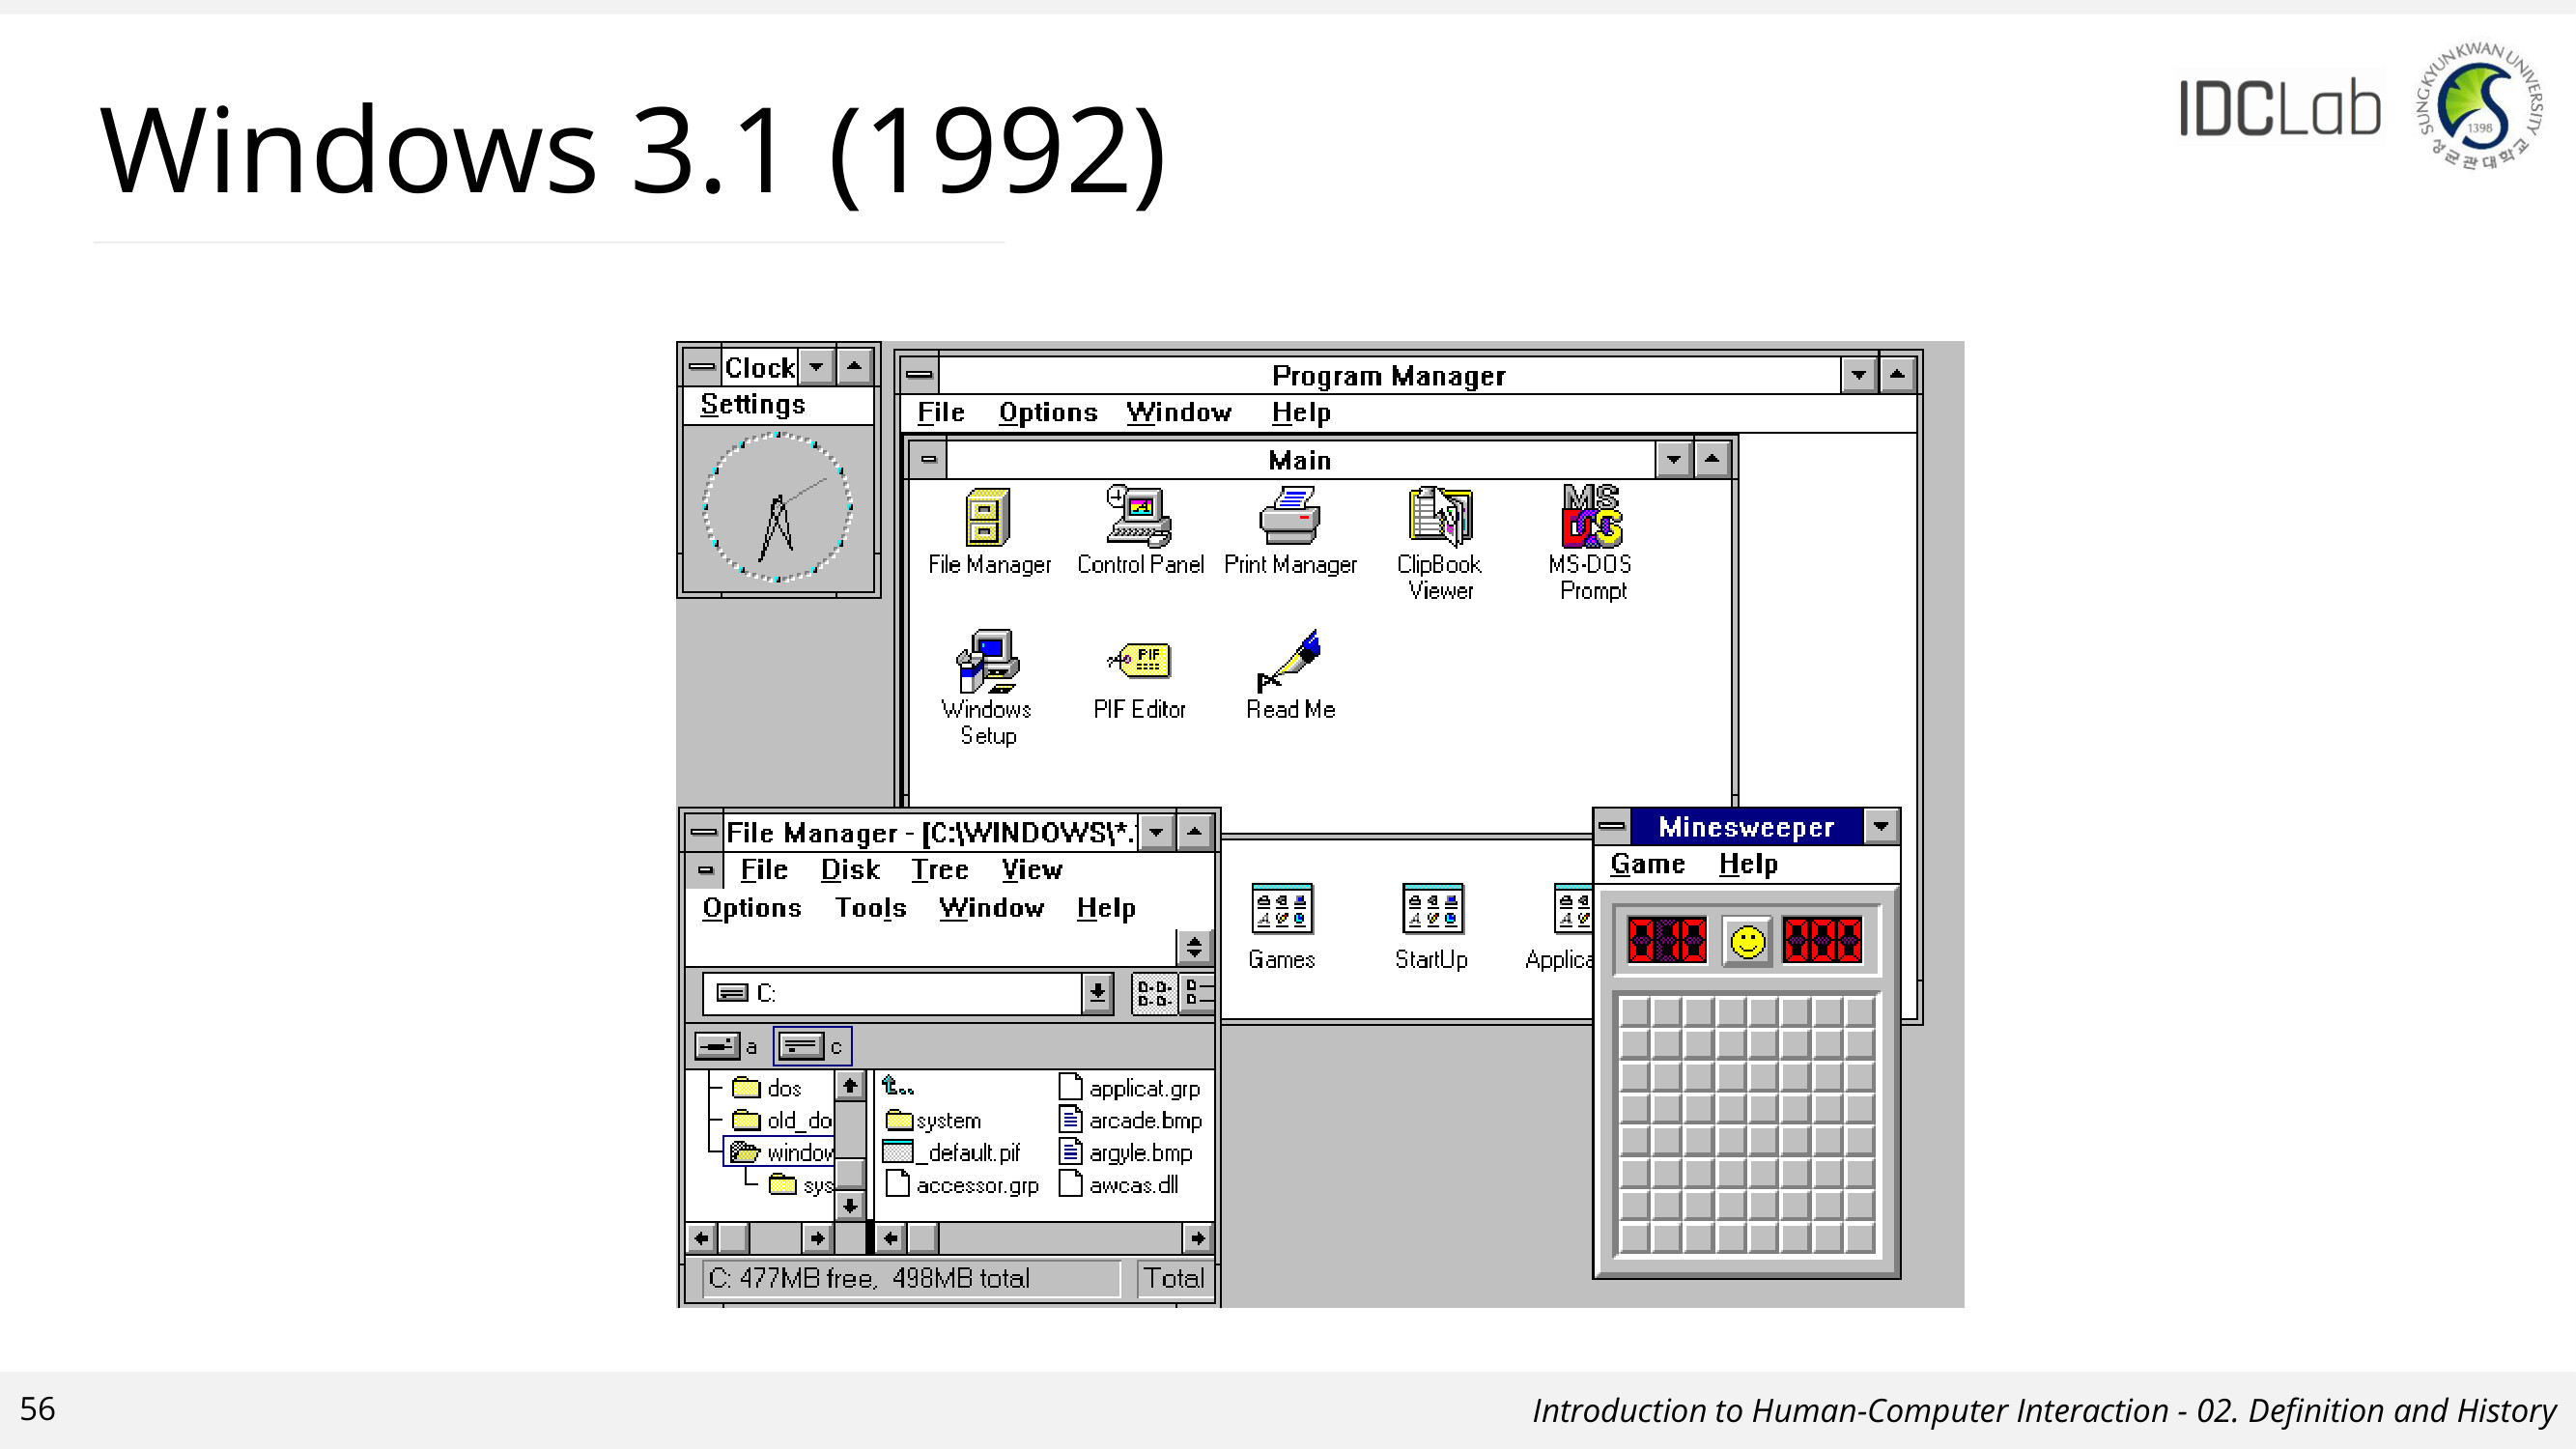 Windows 3.1 (1992)
IDCLab
SUNGKYUNKWAN UNIVERSITY
1398
성균관대학교
Clock
Settings
Program Manager
File Options Window Help
Main
File Manager
Control Panel
Print Manager
ClipBook
Viewer
MS
DOS
MS-DOS
Prompt
Windows
Setup
PIF
PIF Editor
Read Me
File Manager - [C:\WINDOWS\*.
File Disk Tree View
Options Tools Window Help
C:
a
c
dos
old_do
window
sys
system
_default.pif
accessor.grp
applicat.grp
arcade.bmp
argyle.bmp
awcas.dll
C: 477MB free, 498MB total
Total
Games
StartUp
Applica
Minesweeper
Game Help
56
Introduction to Human-Computer Interaction - 02. Definition and History